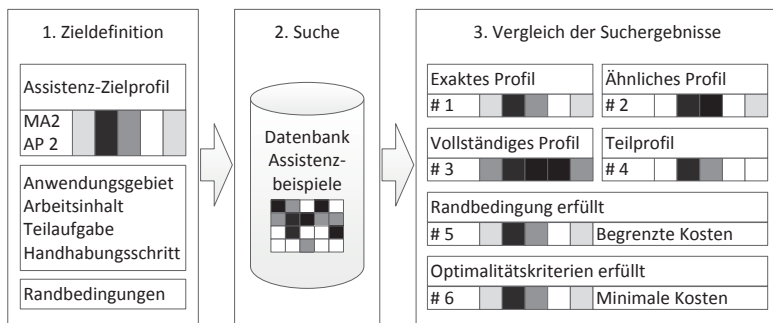 1. Zieldefinition
Assistenz-Zielprofil
MA2
AP 2
Anwendungsgebiet
Arbeitsinhalt
Teilaufgabe
Handhabungsschritt
Randbedingungen
2. Suche
Datenbank
Assistenz-
beispiele
3. Vergleich der Suchergebnisse
Exaktes Profil
# 1
Ähnliches Profil
# 2
Vollständiges Profil
# 3
Teilprofil
# 4
Randbedingung erfüllt
# 5 Begrenzte Kosten
Optimalitätskriterien erfüllt
# 6 Minimale Kosten